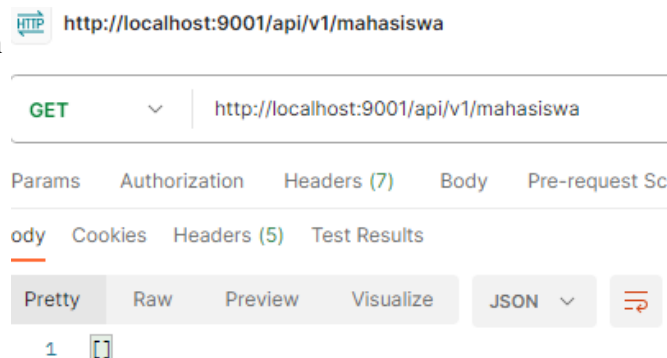 HTTP http://localhost:9001/api/v1/mahasiswa
GET http://localhost:9001/api/v1/mahasiswa
Params Authorization Headers (7) Body Pre-request Sc
ody Cookies Headers (5) Test Results
Pretty Raw Preview Visualize JSON
1 []